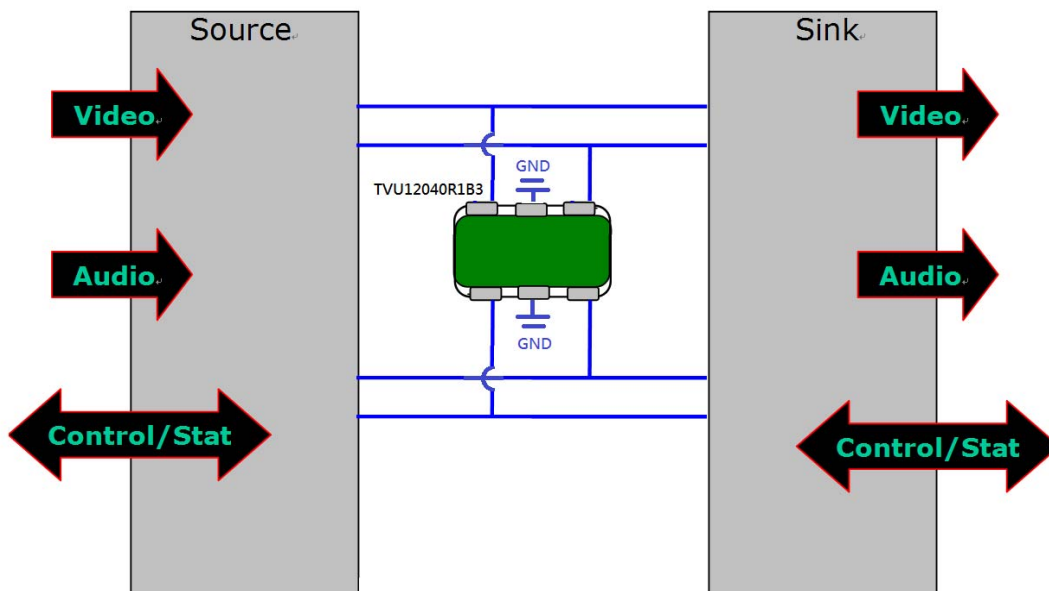 Source
Sink
Video
Video
GND
TVU12040R1B3
Audio
Audio
GND
Control/Stat
Control/Stat